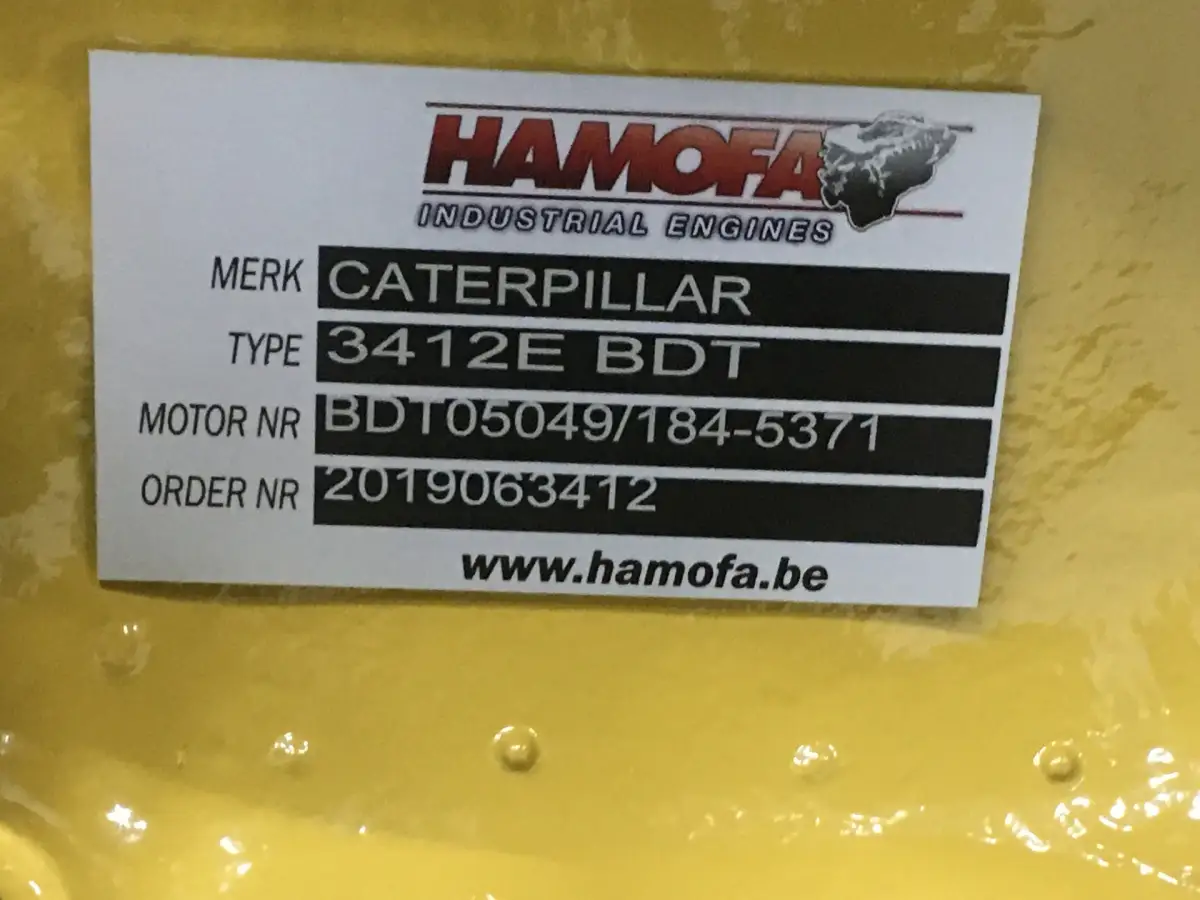 HAMOFA
INDUSTRIAL ENGINES
MERK CATERPILLAR
TYPE 3412E BDT
MOTOR NR BDT05049/184-5371
ORDER NR 2019063412
www.hamofa.be